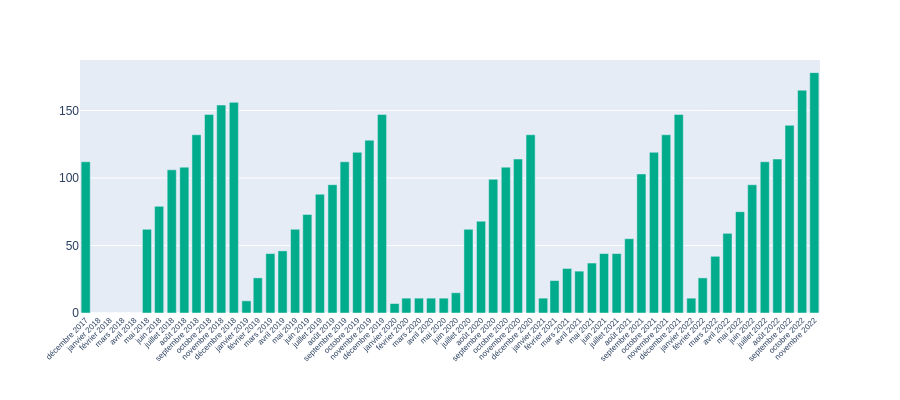 150
100
50
0
décembre 2017
janvier 2018
février 2018
mars 2018
avril 2018
mai 2018
juin 2018
juillet 2018
août 2018
septembre 2018
octobre 2018
novembre 2018
décembre 2018
janvier 2019
février 2019
mars 2019
avril 2019
mai 2019
juin 2019
juillet 2019
août 2019
septembre 2019
octobre 2019
novembre 2019
décembre 2019
janvier 2020
février 2020
mars 2020
avril 2020
mai 2020
juin 2020
juillet 2020
août 2020
septembre 2020
octobre 2020
novembre 2020
décembre 2020
janvier 2021
février 2021
mars 2021
avril 2021
mai 2021
juin 2021
juillet 2021
août 2021
septembre 2021
octobre 2021
novembre 2021
décembre 2021
janvier 2022
février 2022
mars 2022
avril 2022
mai 2022
juin 2022
juillet 2022
août 2022
septembre 2022
octobre 2022
novembre 2022